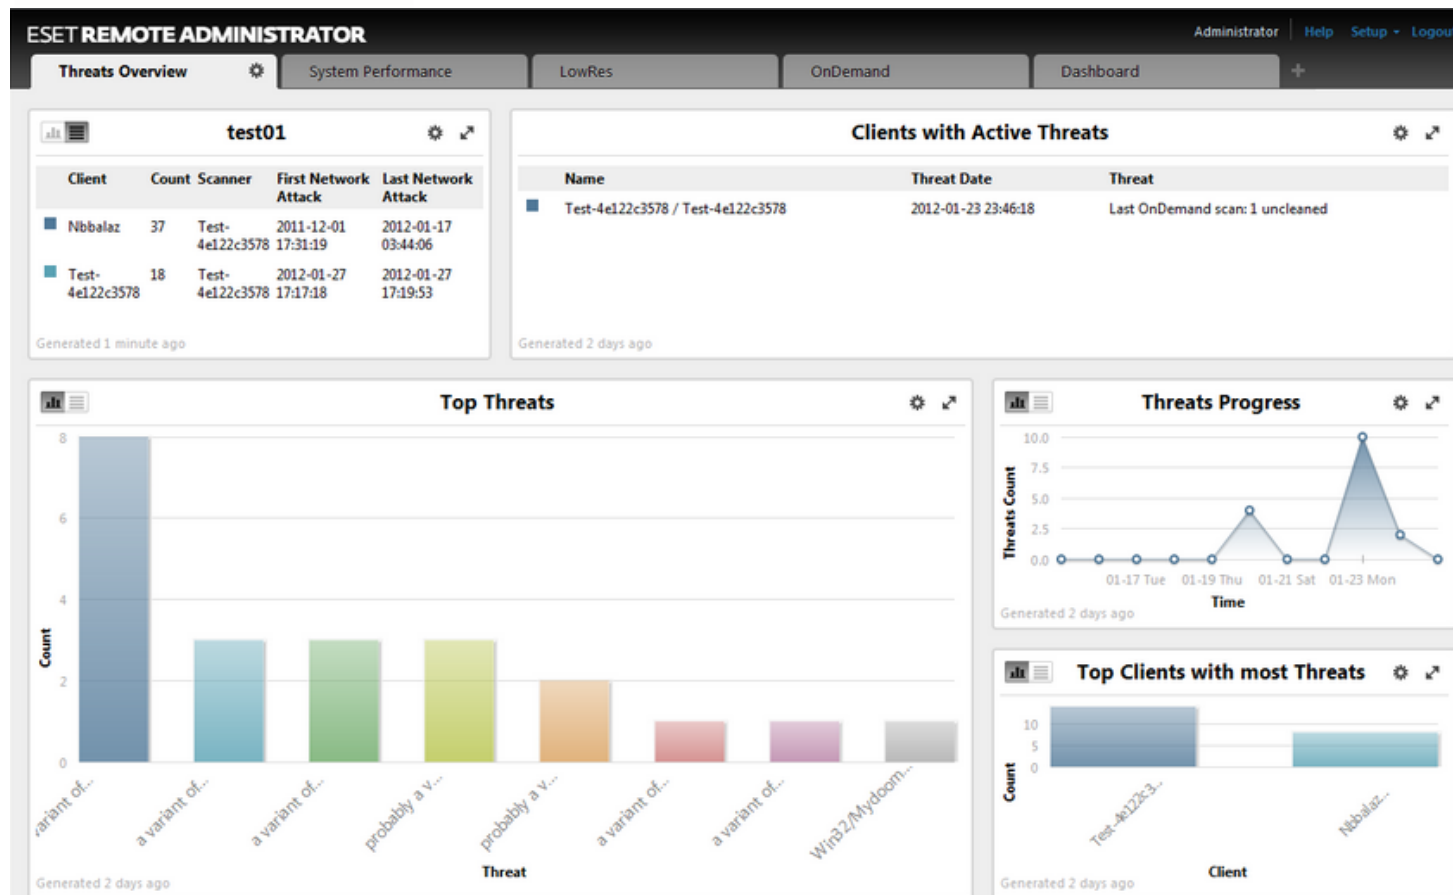 ESET REMOTE ADMINISTRATOR
Administrator Help Setup Logout
Threats Overview System Performance LowRes OnDemand Dashboard +
test01
Client Count Scanner First Network Attack Last Network Attack
Nbbalaz 37 Test-4e122c3578 2011-12-01 17:31:19 2012-01-17 03:44:06
Test-4e122c3578 18 Test-4e122c3578 2012-01-27 17:17:18 2012-01-27 17:19:53
Generated 1 minute ago
Clients with Active Threats
Name Threat Date Threat
Test-4e122c3578 / Test-4e122c3578 2012-01-23 23:46:18 Last OnDemand scan: 1 uncleaned
Generated 2 days ago
Top Threats
8
6
4
2
0
Count
variant of...
a variant of...
a variant of...
probably a v...
probably a v...
a variant of...
a variant of...
Win32/Mydoom...
Threat
Generated 2 days ago
Threats Progress
10.0
7.5
5.0
2.5
0.0
Threats Count
01-17 Tue 01-19 Thu 01-21 Sat 01-23 Mon
Time
Generated 2 days ago
Top Clients with most Threats
10
5
0
Count
Test-4e122c3...
Nbbalaz...
Client
Generated 2 days ago